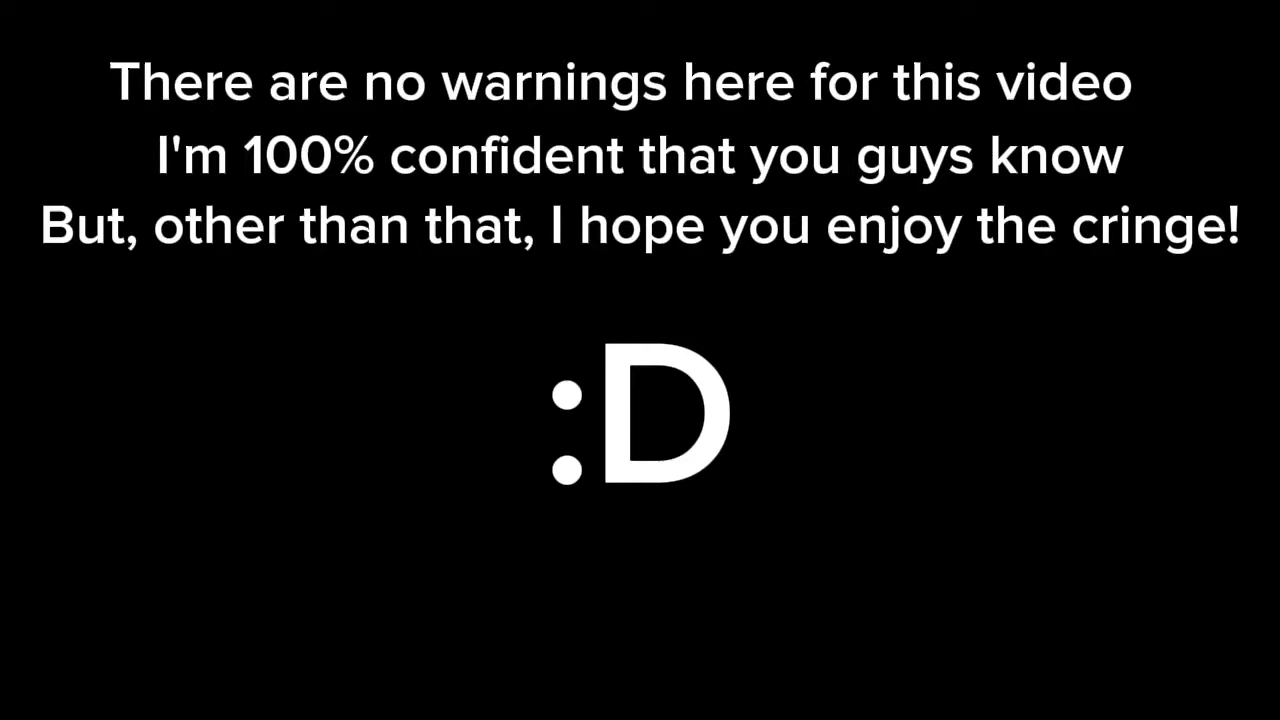 There are no warnings here for this video
I'm 100% confident that you guys know
But, other than that, I hope you enjoy the cringe!
:D